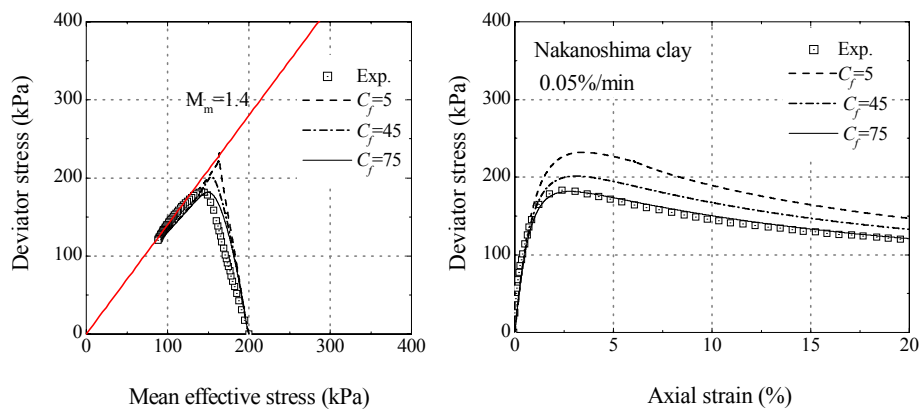 400
300
200
100
0
0
100
200
300
400
Deviator stress (kPa)
Mean effective stress (kPa)
M_m=1.4
Exp.
C_f=5
C_f=45
C_f=75
400
300
200
100
0
0
5
10
15
20
Deviator stress (kPa)
Axial strain (%)
Nakanoshima clay
0.05%/min
Exp.
C_f=5
C_f=45
C_f=75